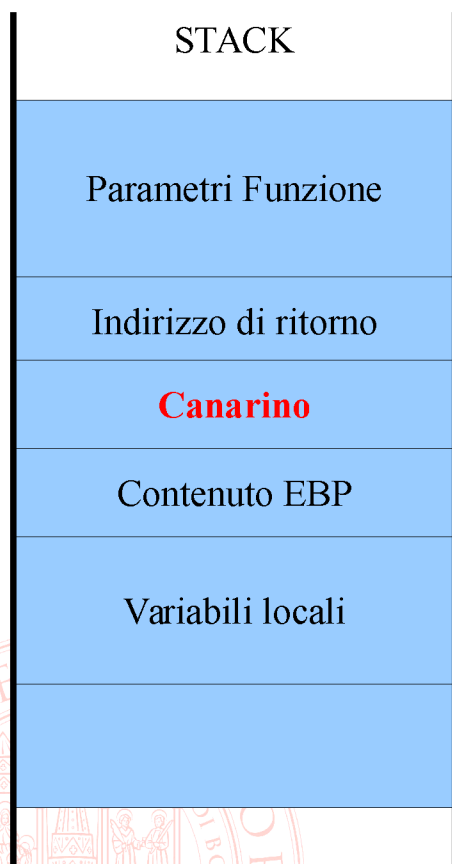 STACK
Parametri Funzione
Indirizzo di ritorno
Canarino
Contenuto EBP
Variabili locali